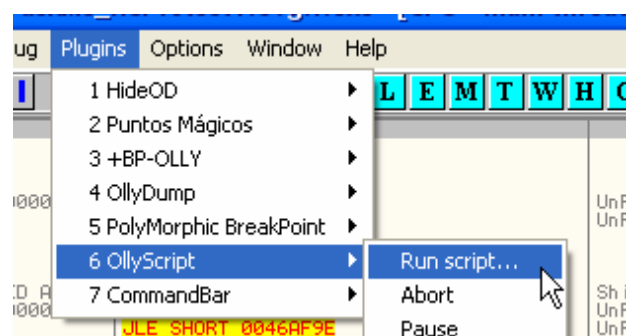 ug Plugins Options Window Help
L E M T W H
1 HideOD
2 Puntos Mágicos
3 +BP-OLLY
4 OllyDump
5 PolyMorphic BreakPoint
6 OllyScript
7 CommandBar
Run script...
Abort
Pause
JLE SHORT 0046AF9E